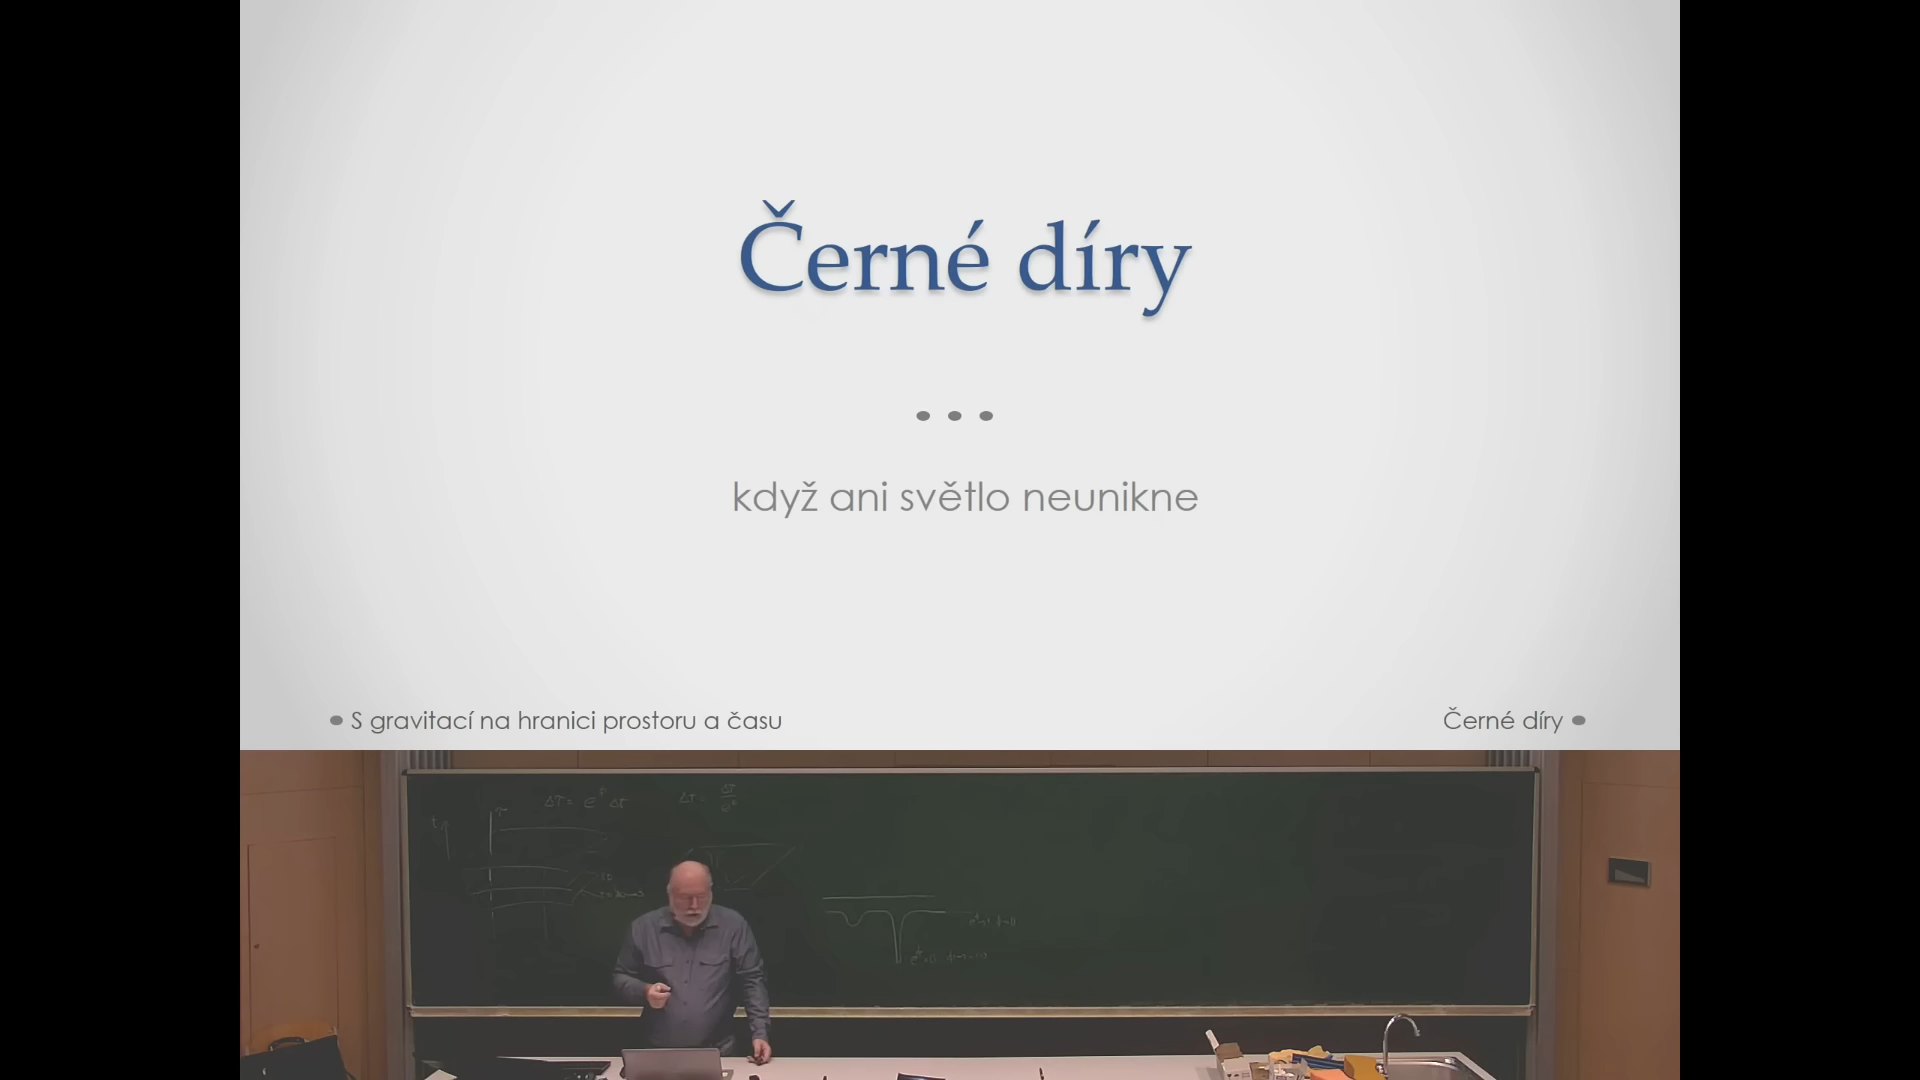 Černé díry
když ani světlo neunikne
S gravitací na hranici prostoru a času
Černé díry